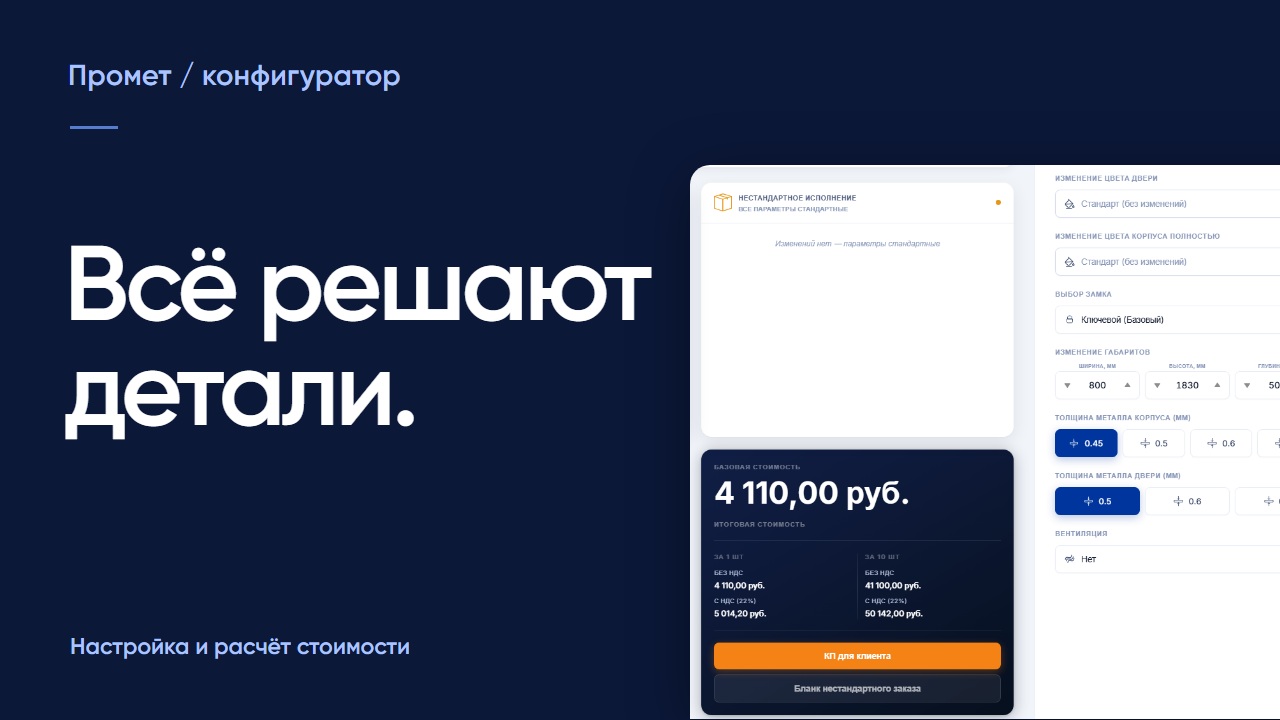 Промет / конфигуратор
Всё решают
детали.
Настройка и расчёт стоимости
НЕСТАНДАРТНОЕ ИСПОЛНЕНИЕ
ВСЕ ПАРАМЕТРЫ СТАНДАРТНЫЕ
Изменений нет — параметры стандартные
БАЗОВАЯ СТОИМОСТЬ
4 110,00 руб.
ИТОГОВАЯ СТОИМОСТЬ
ЗА 1 ШТ
БЕЗ НДС
4 110,00 руб.
С НДС (22%)
5 014,20 руб.
ЗА 10 ШТ
БЕЗ НДС
41 100,00 руб.
С НДС (22%)
50 142,00 руб.
КП для клиента
Бланк нестандартного заказа
ИЗМЕНЕНИЕ ЦВЕТА ДВЕРИ
Стандарт (без изменений)
ИЗМЕНЕНИЕ ЦВЕТА КОРПУСА ПОЛНОСТЬЮ
Стандарт (без изменений)
ВЫБОР ЗАМКА
Ключевой (Базовый)
ИЗМЕНЕНИЕ ГАБАРИТОВ
ШИРИНА, ММ ВЫСОТА, ММ
800 1830
ТОЛЩИНА МЕТАЛЛА КОРПУСА (ММ)
0.45 0.5 0.6
ТОЛЩИНА МЕТАЛЛА ДВЕРИ (ММ)
0.5 0.6
ВЕНТИЛЯЦИЯ
Нет